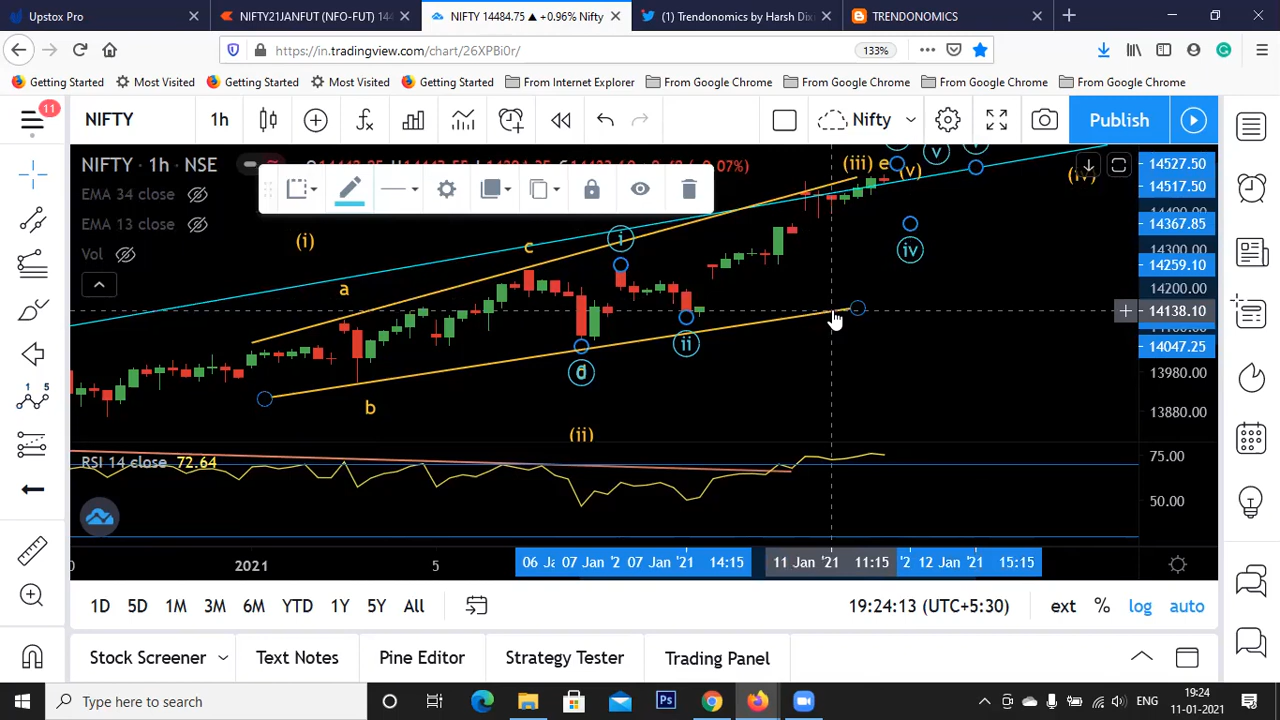 Upstox Pro
NIFTY21JANFUT (NFO-FUT) 144
NIFTY 14484.75 ▲ +0.96% Nifty
(1) Trendonomics by Harsh Dix
TRENDONOMICS
https://in.tradingview.com/chart/26XPBi0r/
133%
Getting Started
Most Visited
Getting Started
Most Visited
Getting Started
From Internet Explorer
From Google Chrome
From Google Chrome
From Google Chrome
From Google Chrome
11
NIFTY
1h
Nifty
Publish
NIFTY · 1h · NSE
EMA 34 close
EMA 13 close
Vol
(iii) e
(v)
v
(iv)
(i)
a
c
i
iv
ii
d
b
(ii)
14527.50
14517.50
14400.00
14367.85
14300.00
14259.10
14200.00
14138.10
14047.25
13980.00
13880.00
RSI 14 close 72.64
75.00
50.00
2021
5
06 Ja
07 Jan '2
07 Jan '21
14:15
11 Jan '21
11:15
12 Jan '21
15:15
1D
5D
1M
3M
6M
YTD
1Y
5Y
All
19:24:13 (UTC+5:30)
ext
%
log
auto
Stock Screener
Text Notes
Pine Editor
Strategy Tester
Trading Panel
Type here to search
ENG
19:24
11-01-2021